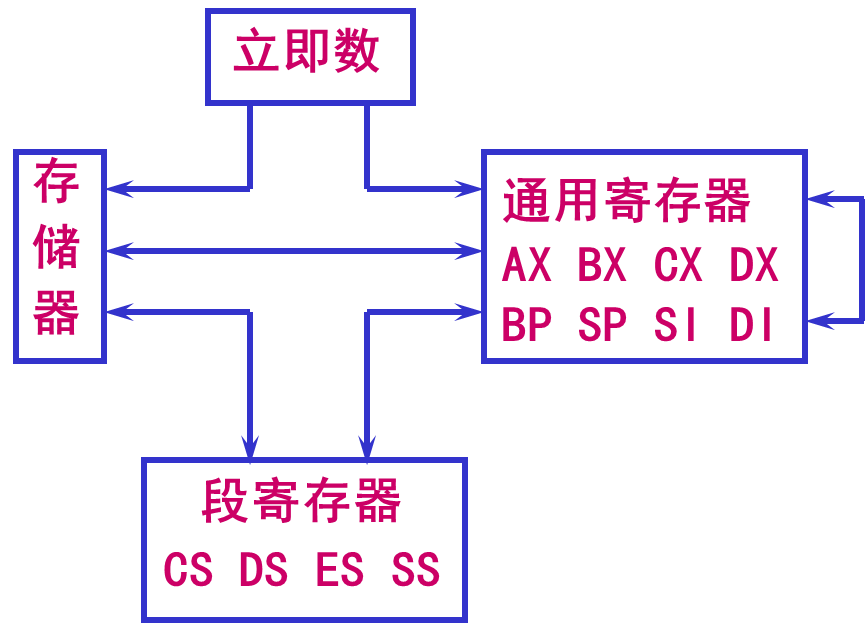 立即数
存
储
器
通用寄存器
AX BX CX DX
BP SP SI DI
段寄存器
CS DS ES SS